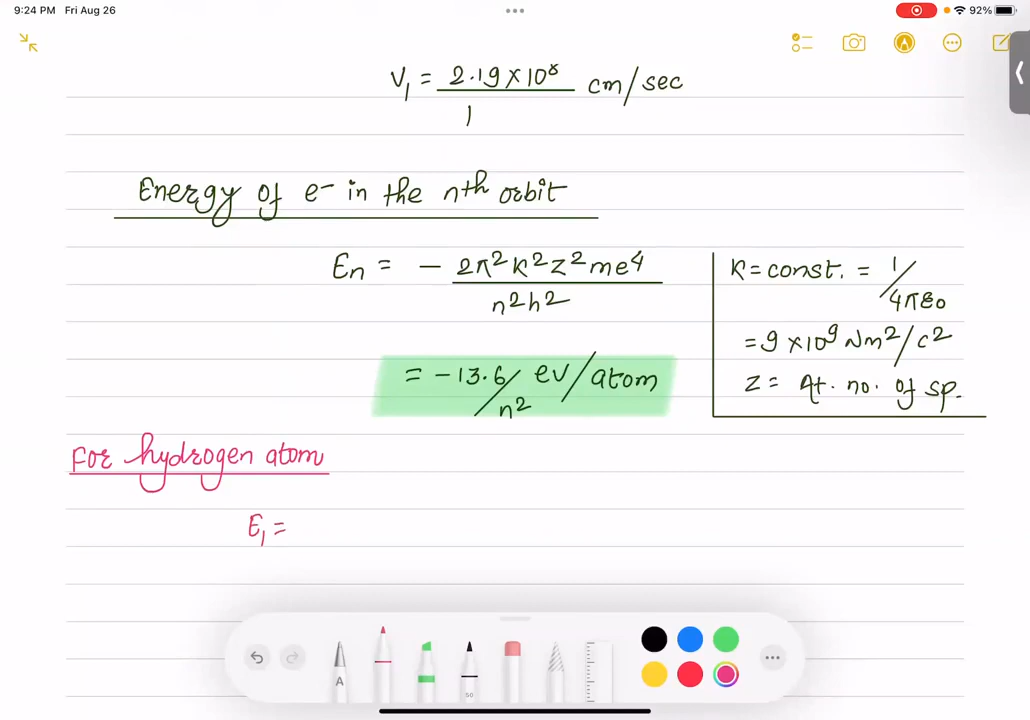 9:24 PM Fri Aug 26
92%
V₁ = 2.19×10⁸/1 cm/sec
Energy of e⁻ in the nth orbit
En = - 2π²K²Z²me⁴/n²h²
K = const. = 1/4πε₀
= 9×10⁹ Nm²/c²
Z = At. no. of sp.
= -13.6/n² ev/atom
For hydrogen atom
E₁ =
A
50